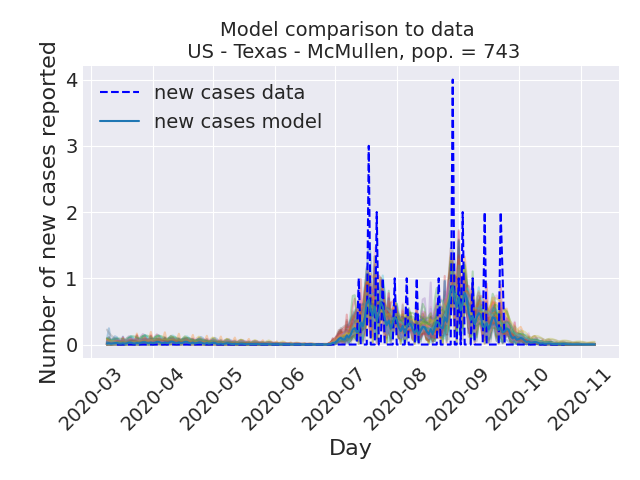 Model comparison to data
US - Texas - McMullen, pop. = 743
Number of new cases reported
4
3
2
1
0
new cases data
new cases model
2020-03
2020-04
2020-05
2020-06
2020-07
2020-08
2020-09
2020-10
2020-11
Day